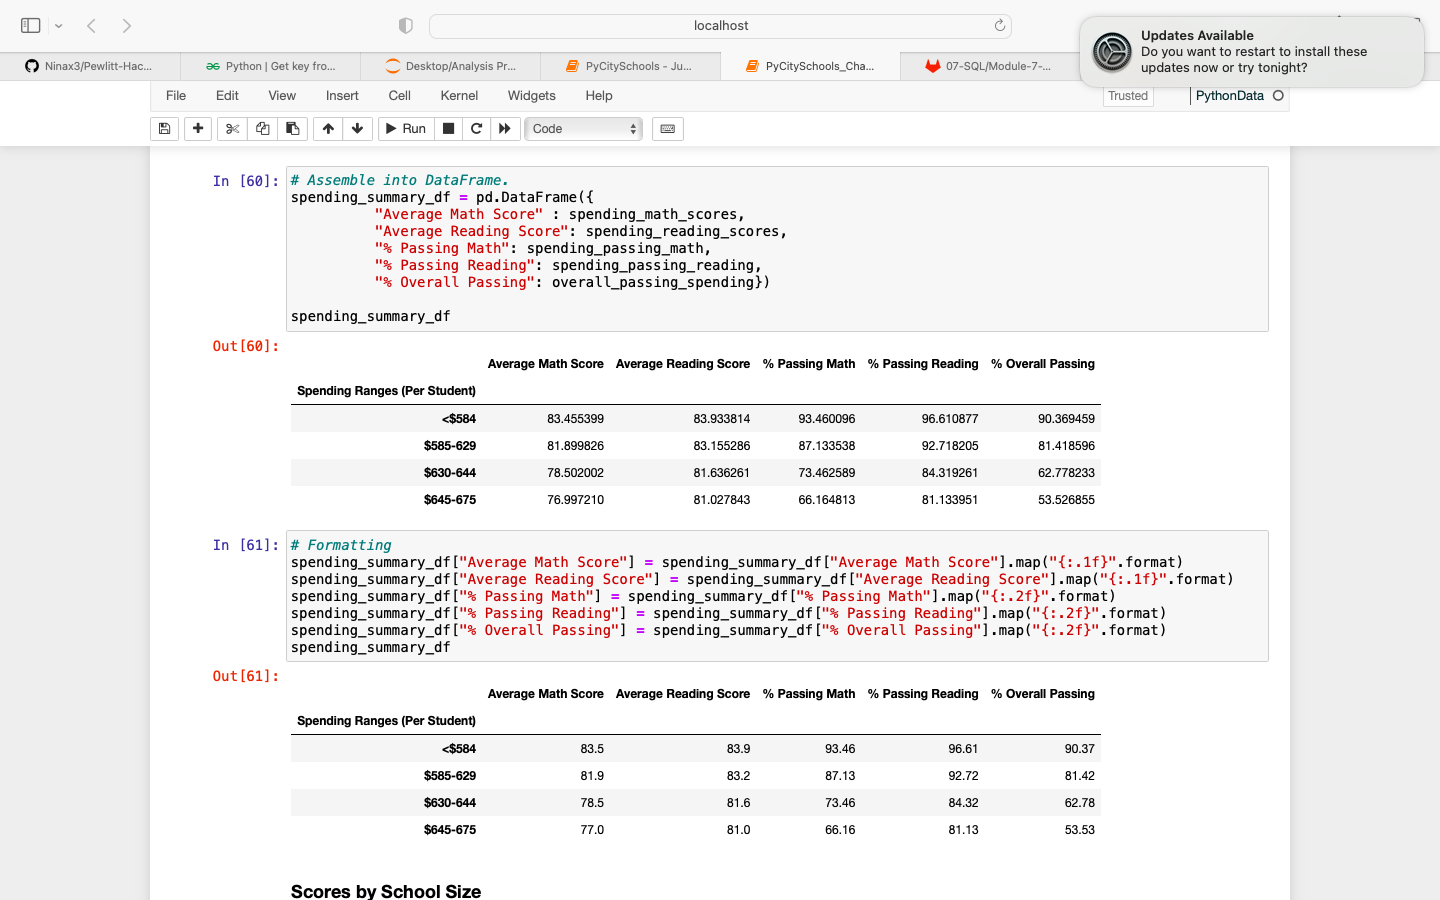 localhost
Updates Available
Do you want to restart to install these
updates now or try tonight?
Ninax3/Pewlitt-Hac...
Python | Get key fro...
Desktop/Analysis Pr...
PyCitySchools - Ju...
PyCitySchools_Cha...
07-SQL/Module-7-...
File Edit View Insert Cell Kernel Widgets Help
Trusted
PythonData
Run
Code
In [60]:
# Assemble into DataFrame.
spending_summary_df = pd.DataFrame({
"Average Math Score" : spending_math_scores,
"Average Reading Score": spending_reading_scores,
"% Passing Math": spending_passing_math,
"% Passing Reading": spending_passing_reading,
"% Overall Passing": overall_passing_spending})
spending_summary_df
Out[60]:
Average Math Score Average Reading Score % Passing Math % Passing Reading % Overall Passing
Spending Ranges (Per Student)
<$584 83.455399 83.933814 93.460096 96.610877 90.369459
$585-629 81.899826 83.155286 87.133538 92.718205 81.418596
$630-644 78.502002 81.636261 73.462589 84.319261 62.778233
$645-675 76.997210 81.027843 66.164813 81.133951 53.526855
In [61]:
# Formatting
spending_summary_df["Average Math Score"] = spending_summary_df["Average Math Score"].map("{:.1f}".format)
spending_summary_df["Average Reading Score"] = spending_summary_df["Average Reading Score"].map("{:.1f}".format)
spending_summary_df["% Passing Math"] = spending_summary_df["% Passing Math"].map("{:.2f}".format)
spending_summary_df["% Passing Reading"] = spending_summary_df["% Passing Reading"].map("{:.2f}".format)
spending_summary_df["% Overall Passing"] = spending_summary_df["% Overall Passing"].map("{:.2f}".format)
spending_summary_df
Out[61]:
Average Math Score Average Reading Score % Passing Math % Passing Reading % Overall Passing
Spending Ranges (Per Student)
<$584 83.5 83.9 93.46 96.61 90.37
$585-629 81.9 83.2 87.13 92.72 81.42
$630-644 78.5 81.6 73.46 84.32 62.78
$645-675 77.0 81.0 66.16 81.13 53.53
Scores by School Size